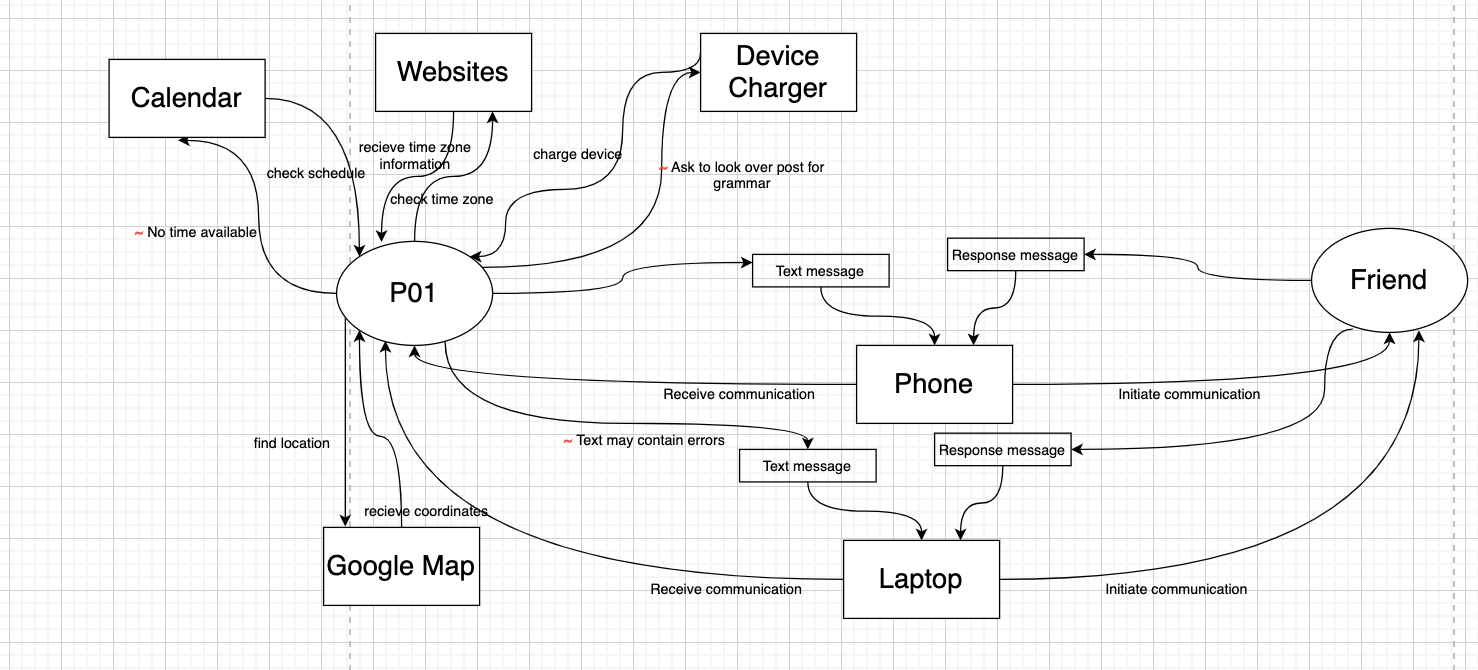 Calendar
Websites
Device
Charger
recieve time zone
information
check schedule
check time zone
charge device
~ Ask to look over post for
grammar
~ No time available
P01
Text message
Response message
Friend
Phone
Receive communication
Initiate communication
find location
~ Text may contain errors
Text message
Response message
recieve coordinates
Google Map
Laptop
Receive communication
Initiate communication